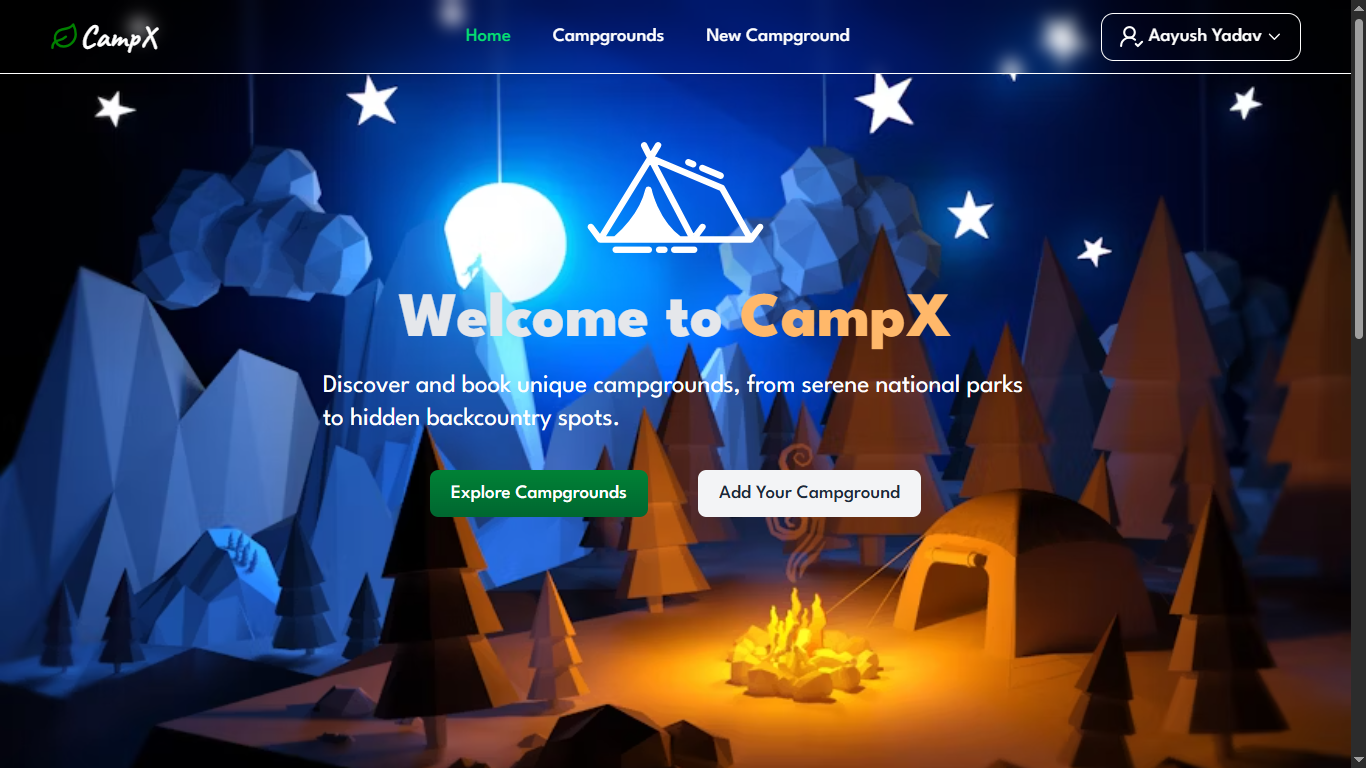 CampX
Home
Campgrounds
New Campground
Aayush Yadav
Welcome to CampX
Discover and book unique campgrounds, from serene national parks
to hidden backcountry spots.
Explore Campgrounds
Add Your Campground